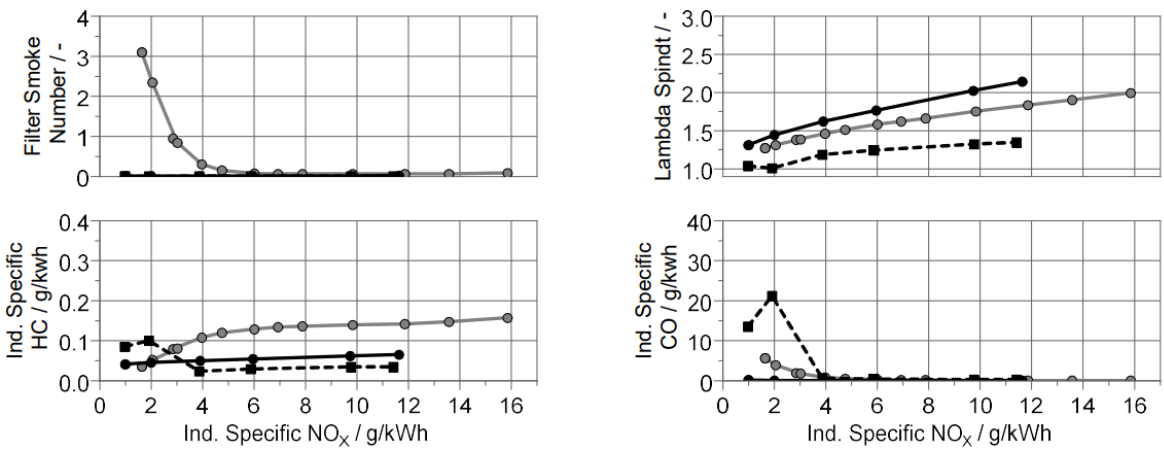 Filter Smoke
Number / -
4
3
2
1
0
Lambda Spindt / -
3.0
2.5
2.0
1.5
1.0
Ind. Specific
HC / g/kwh
0.4
0.3
0.2
0.1
0.0
0 2 4 6 8 10 12 14 16
Ind. Specific NOX / g/kWh
Ind. Specific
CO / g/kwh
40
30
20
10
0
0 2 4 6 8 10 12 14 16
Ind. Specific NOX / g/kWh